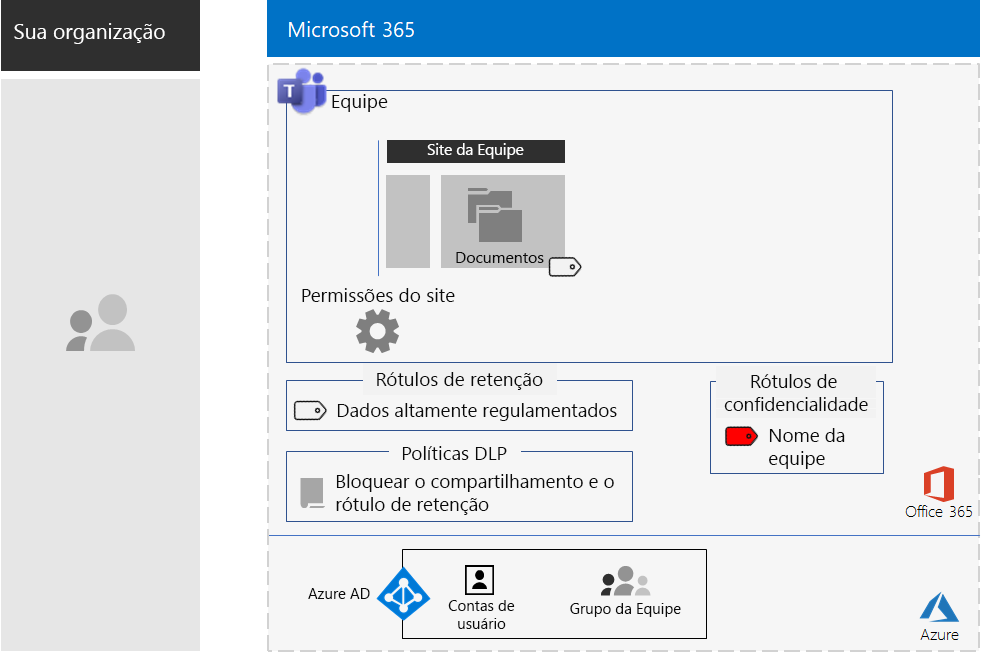 Sua organização
Microsoft 365
T
Equipe
Site da Equipe
Documentos
Permissões do site
Rótulos de retenção
Dados altamente regulamentados
Rótulos de
confidencialidade
Nome da
equipe
Políticas DLP
Bloquear o compartilhamento e o
rótulo de retenção
Office 365
Azure AD
Contas de
usuário
Grupo da Equipe
Azure